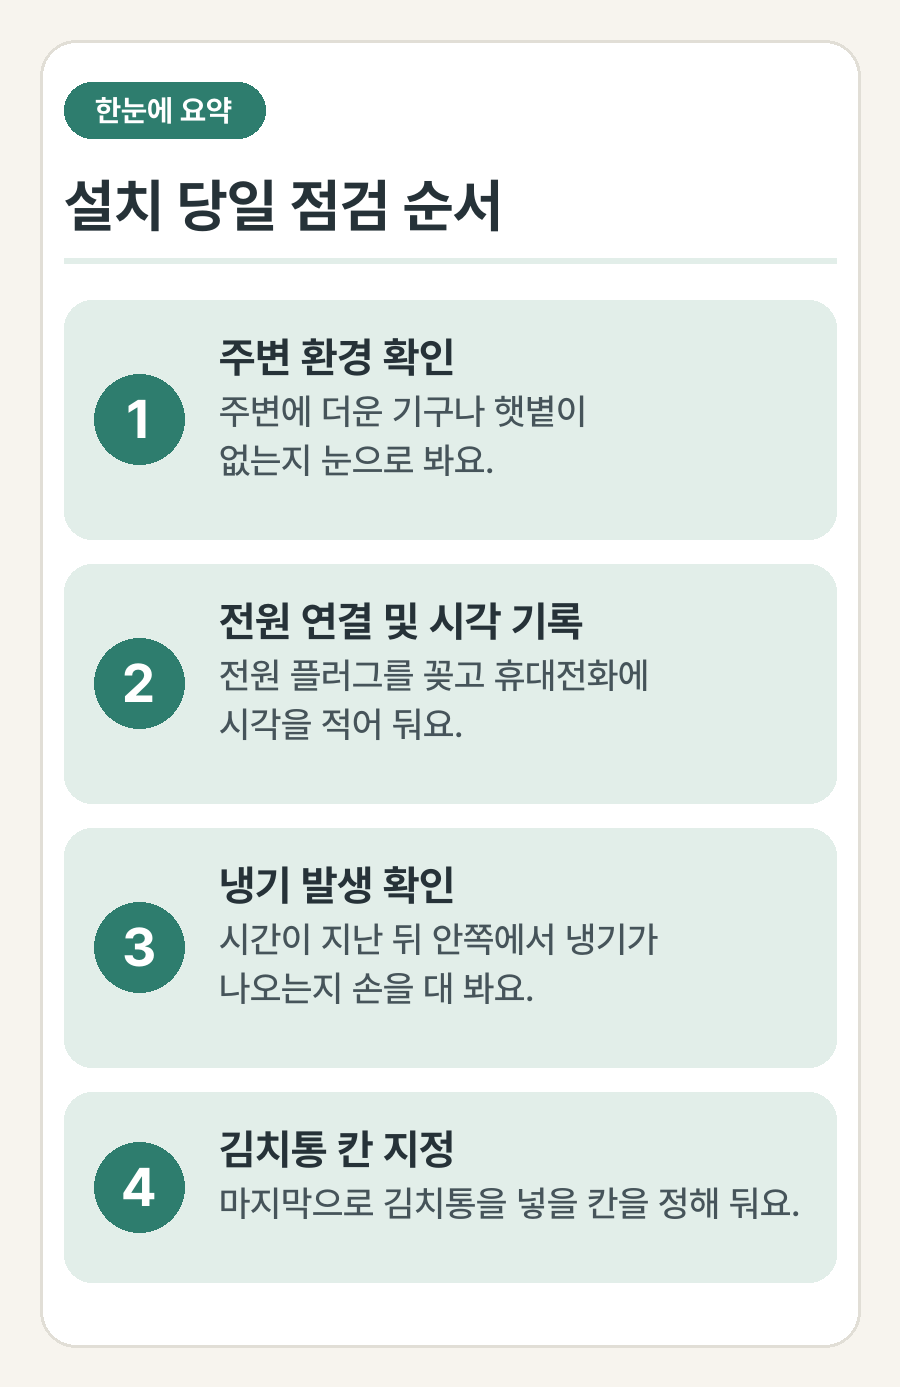 한눈에 요약
설치 당일 점검 순서
1
주변 환경 확인
주변에 더운 기구나 햇볕이
없는지 눈으로 봐요.
2
전원 연결 및 시각 기록
전원 플러그를 꽂고 휴대전화에
시각을 적어 둬요.
3
냉기 발생 확인
시간이 지난 뒤 안쪽에서 냉기가
나오는지 손을 대 봐요.
4
김치통 칸 지정
마지막으로 김치통을 넣을 칸을 정해 둬요.